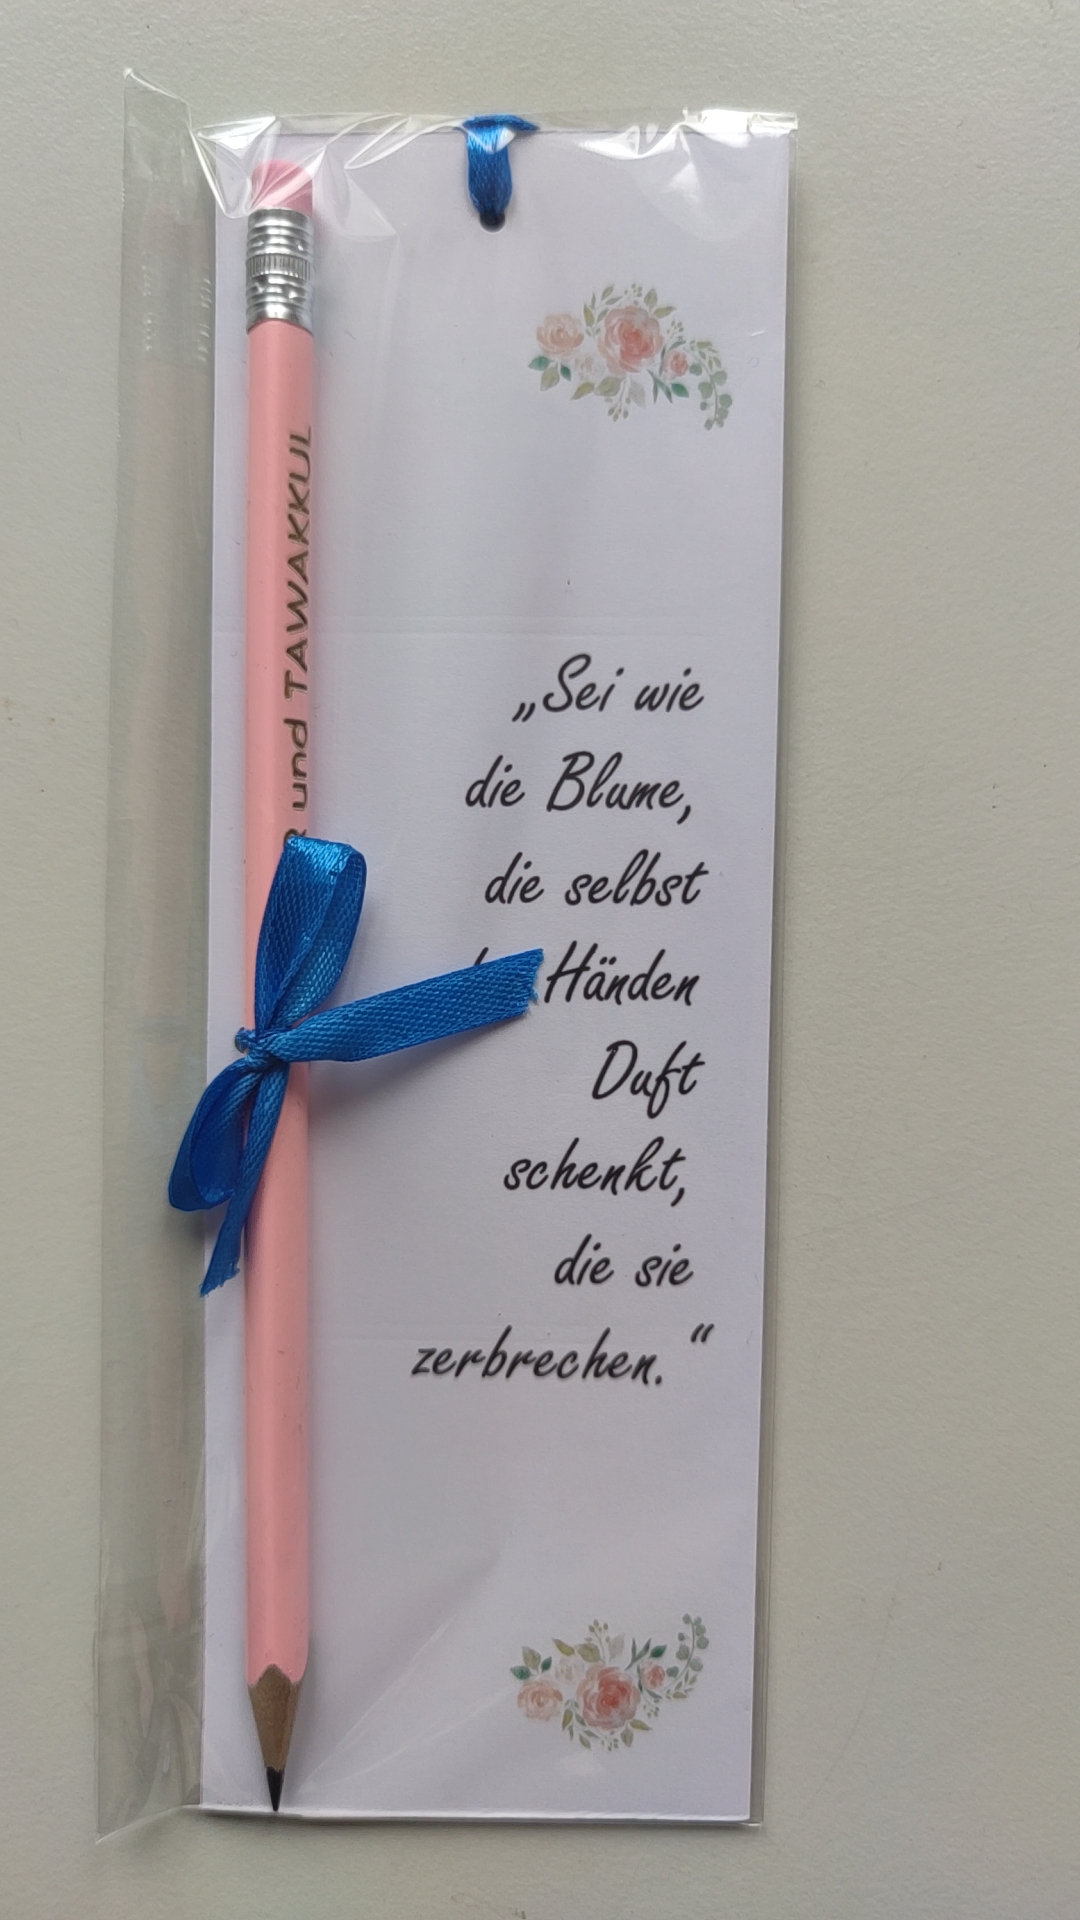 und TAWAKKUL
„Sei wie
die Blume,
die selbst
Händen
Duft
schenkt,
die sie
zerbrechen.“